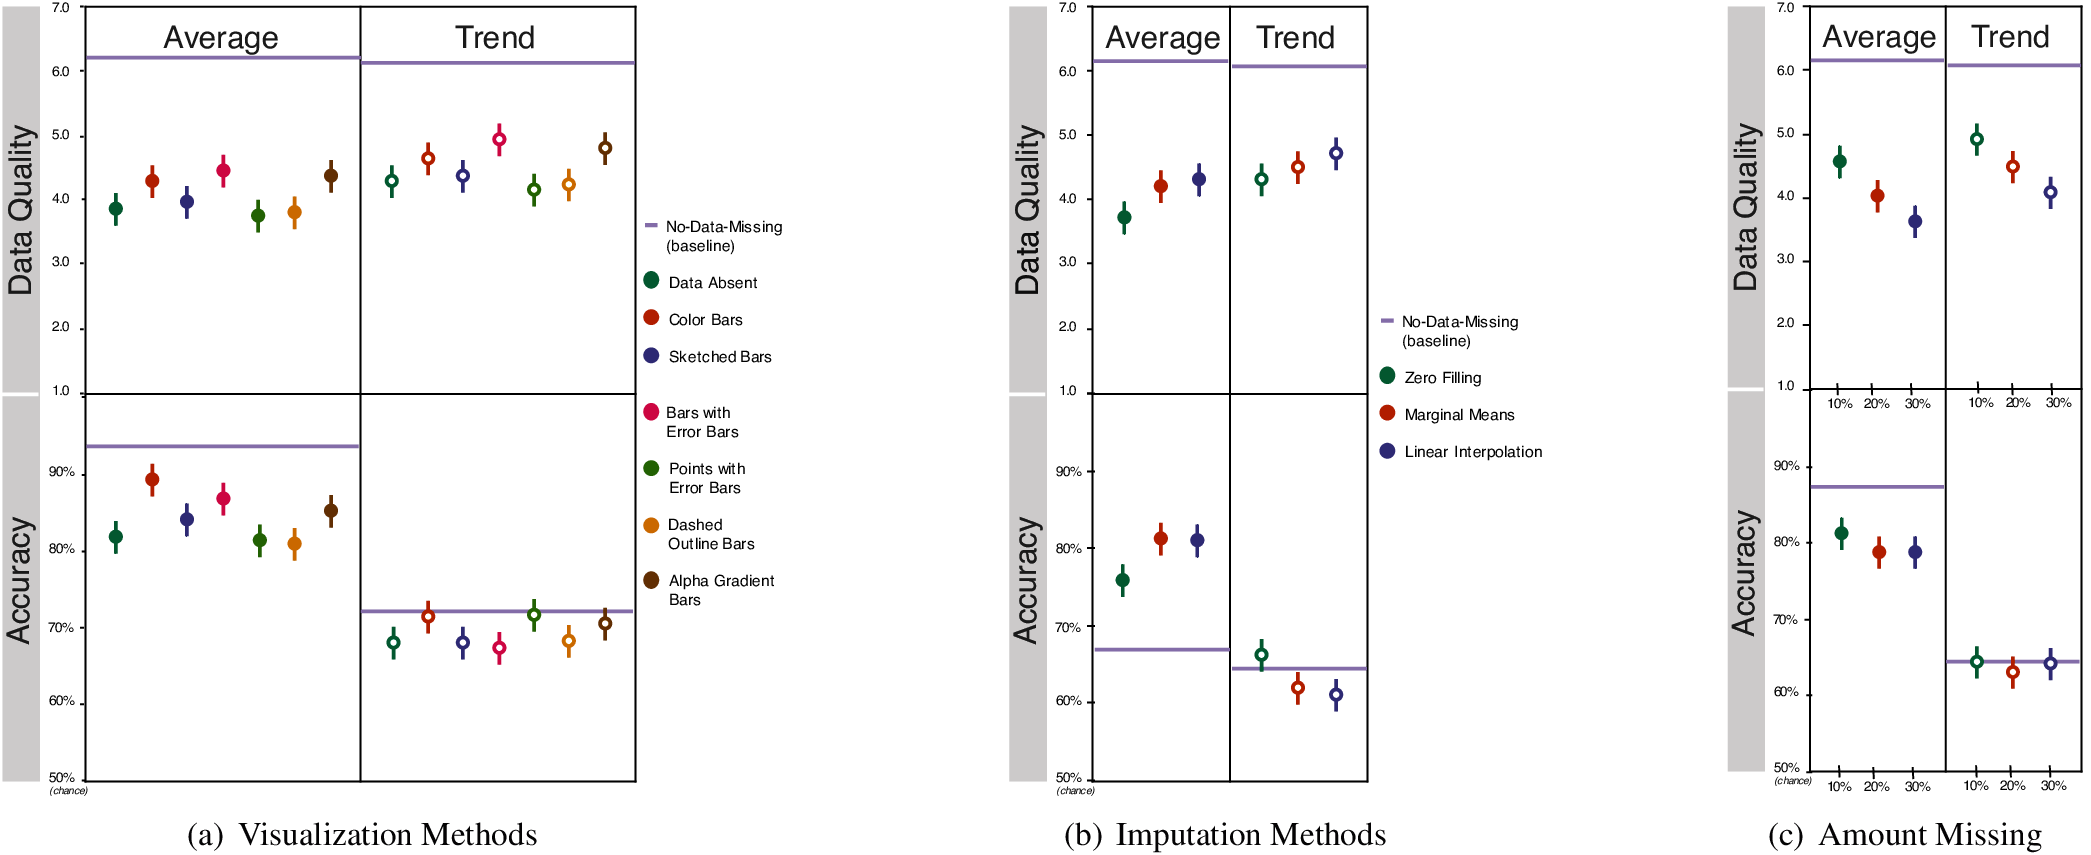 7.0
Average
Trend
6.0
5.0
4.0
3.0
2.0
1.0
Data Quality
90%
80%
70%
60%
50%
(chance)
Accuracy
No-Data-Missing
(baseline)
Data Absent
Color Bars
Sketched Bars
Bars with
Error Bars
Points with
Error Bars
Dashed
Outline Bars
Alpha Gradient
Bars
(a) Visualization Methods
7.0
Average
Trend
6.0
5.0
4.0
3.0
2.0
1.0
Data Quality
90%
80%
70%
60%
50%
(chance)
Accuracy
No-Data-Missing
(baseline)
Zero Filling
Marginal Means
Linear Interpolation
(b) Imputation Methods
7.0
Average
Trend
6.0
5.0
4.0
3.0
2.0
1.0
Data Quality
10% 20% 30% 10% 20% 30%
90%
80%
70%
60%
50%
(chance)
Accuracy
10% 20% 30% 10% 20% 30%
(c) Amount Missing